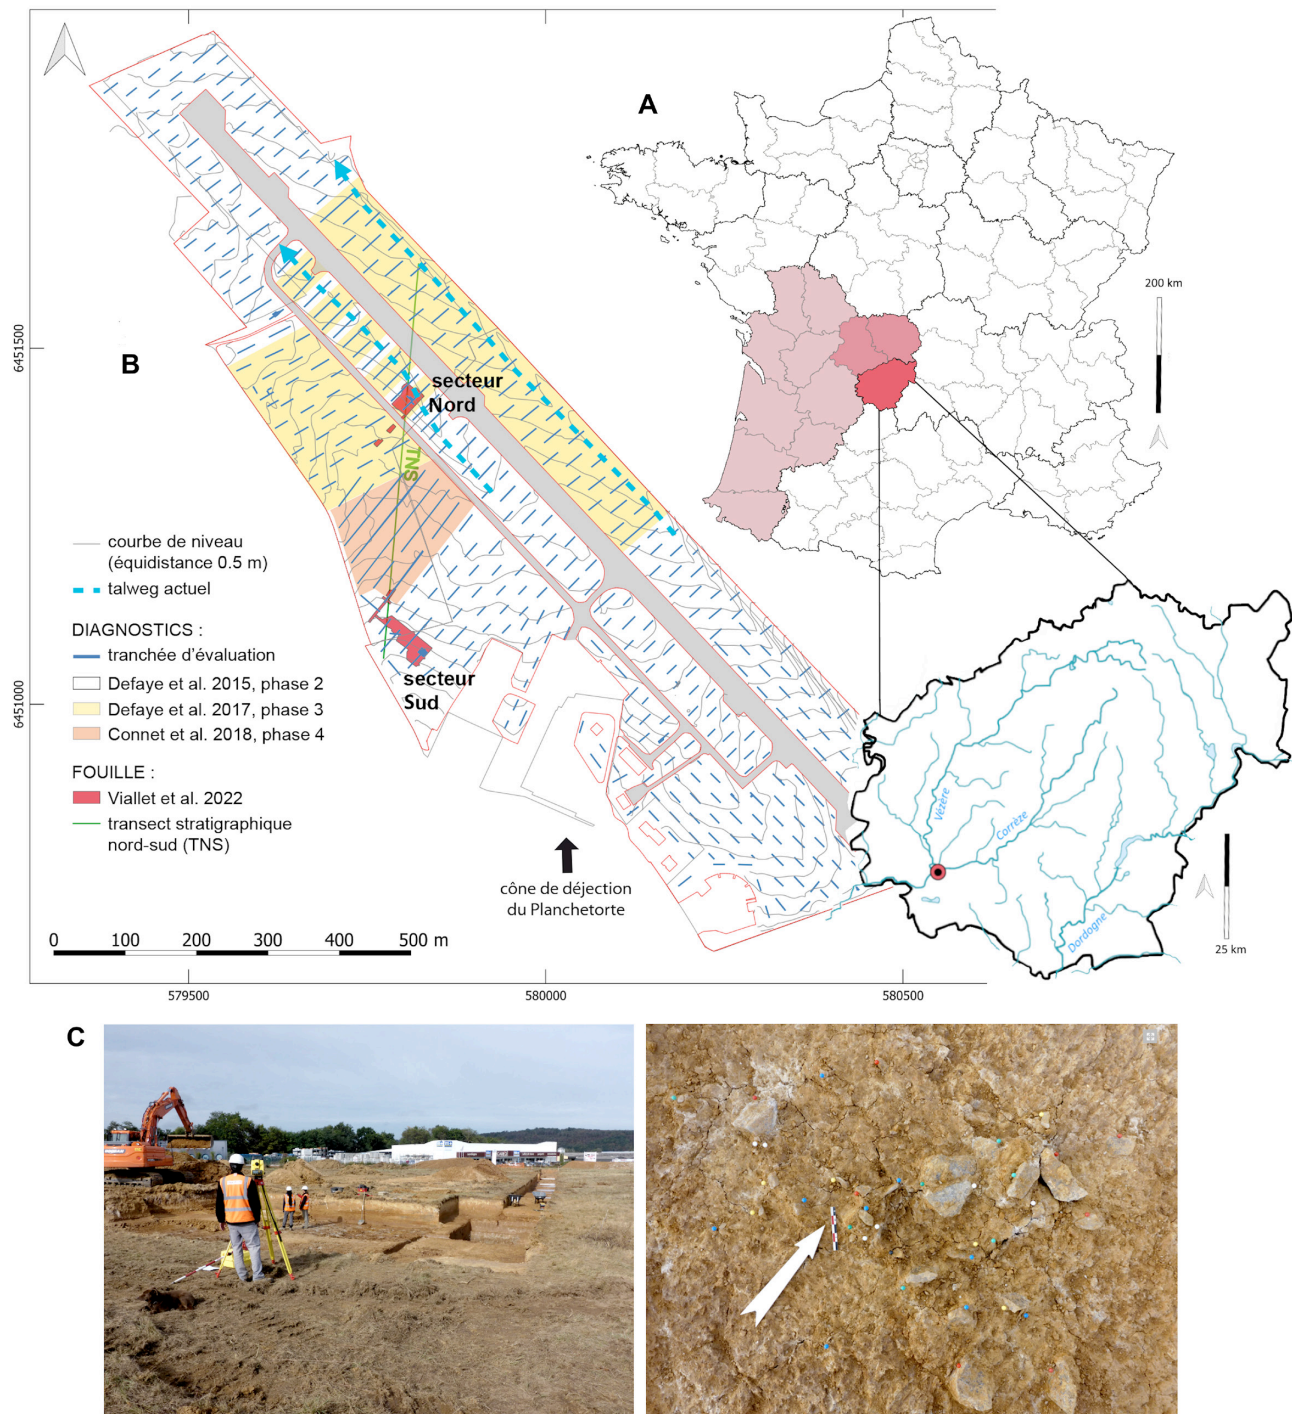 A
200 km
6451500
B
secteur
Nord
TNS
courbe de niveau
(équidistance 0.5 m)
talweg actuel
DIAGNOSTICS :
tranchée d'évaluation
Defaye et al. 2015, phase 2
Defaye et al. 2017, phase 3
Connet et al. 2018, phase 4
FOUILLE :
Viallet et al. 2022
transect stratigraphique
nord-sud (TNS)
secteur
Sud
6451000
cône de déjection
du Planchetorte
0 100 200 300 400 500 m
579500 580000 580500
Vézère
Corrèze
Dordogne
25 km
C